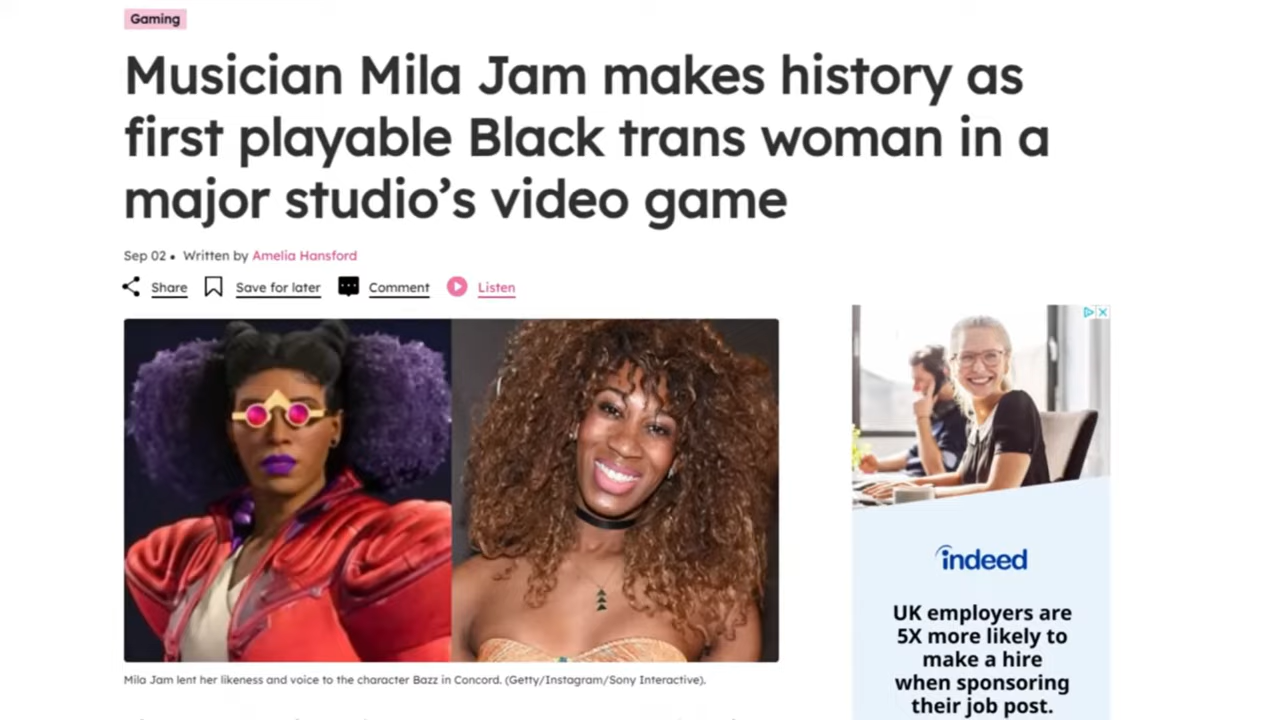 Gaming
Musician Mila Jam makes history as
first playable Black trans woman in a
major studio’s video game
Sep 02 • Written by Amelia Hansford
Share Save for later Comment Listen
Mila Jam lent her likeness and voice to the character Bazz in Concord. (Getty/Instagram/Sony Interactive).
indeed
UK employers are
5X more likely to
make a hire
when sponsoring
their job post.